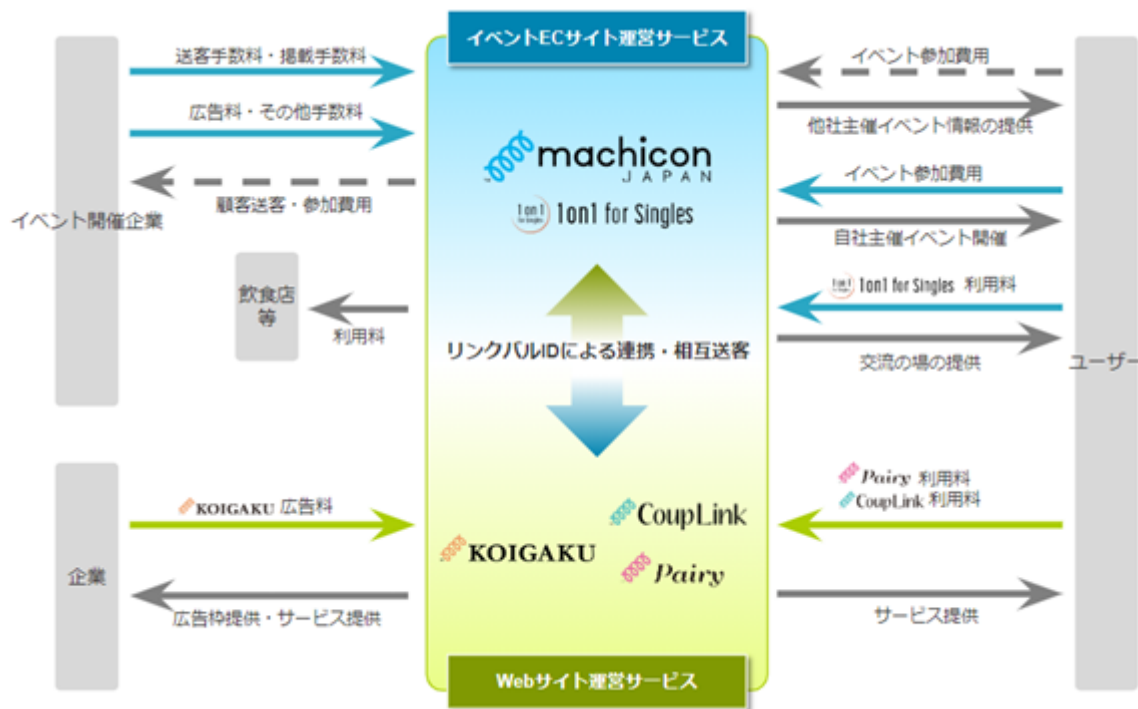 イベントECサイト運営サービス
送客手数料・掲載手数料
広告料・その他手数料
顧客送客・参加費用
イベント開催企業
飲食店
等
利用料
machicon
JAPAN
1on1
for Singles
1on1 for Singles
リンクバルIDによる連携・相互送客
イベント参加費用
他社主催イベント情報の提供
イベント参加費用
自社主催イベント開催
1on1 for Singles 利用料
交流の場の提供
ユーザー
企業
KOIGAKU 広告料
広告枠提供・サービス提供
CoupLink
KOIGAKU
Pairy
Pairy 利用料
CoupLink 利用料
サービス提供
Webサイト運営サービス